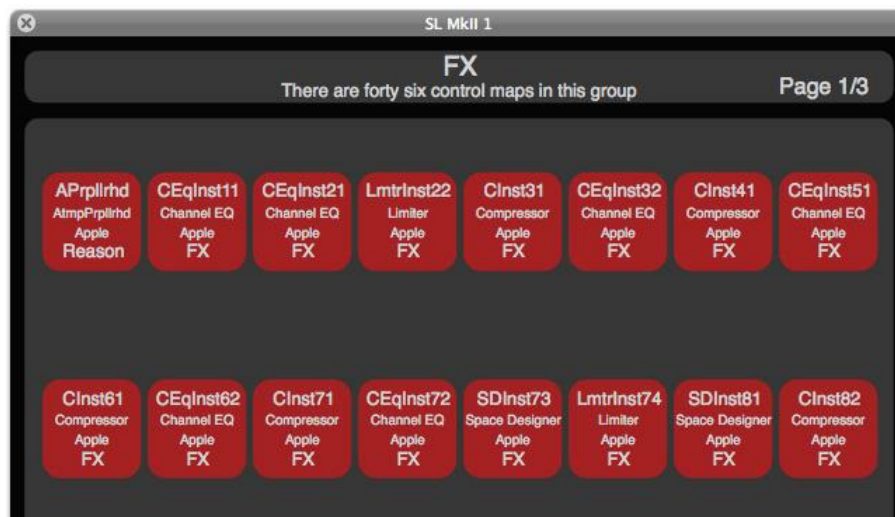 SL MkII 1
FX
There are forty six control maps in this group
Page 1/3
APrpllrhd CEqInst11 CEqInst21 LmtrInst22 CInst31 CEqInst32 CInst41 CEqInst51
AtmpPrpllrhd Channel EQ Channel EQ Limiter Compressor Channel EQ Compressor Channel EQ
Apple Apple Apple Apple Apple Apple Apple Apple
Reason FX FX FX FX FX FX FX
CInst61 CEqInst62 CInst71 CEqInst72 SDInst73 LmtrInst74 SDInst81 CInst82
Compressor Channel EQ Compressor Channel EQ Space Designer Limiter Space Designer Compressor
Apple Apple Apple Apple Apple Apple Apple Apple
FX FX FX FX FX FX FX FX